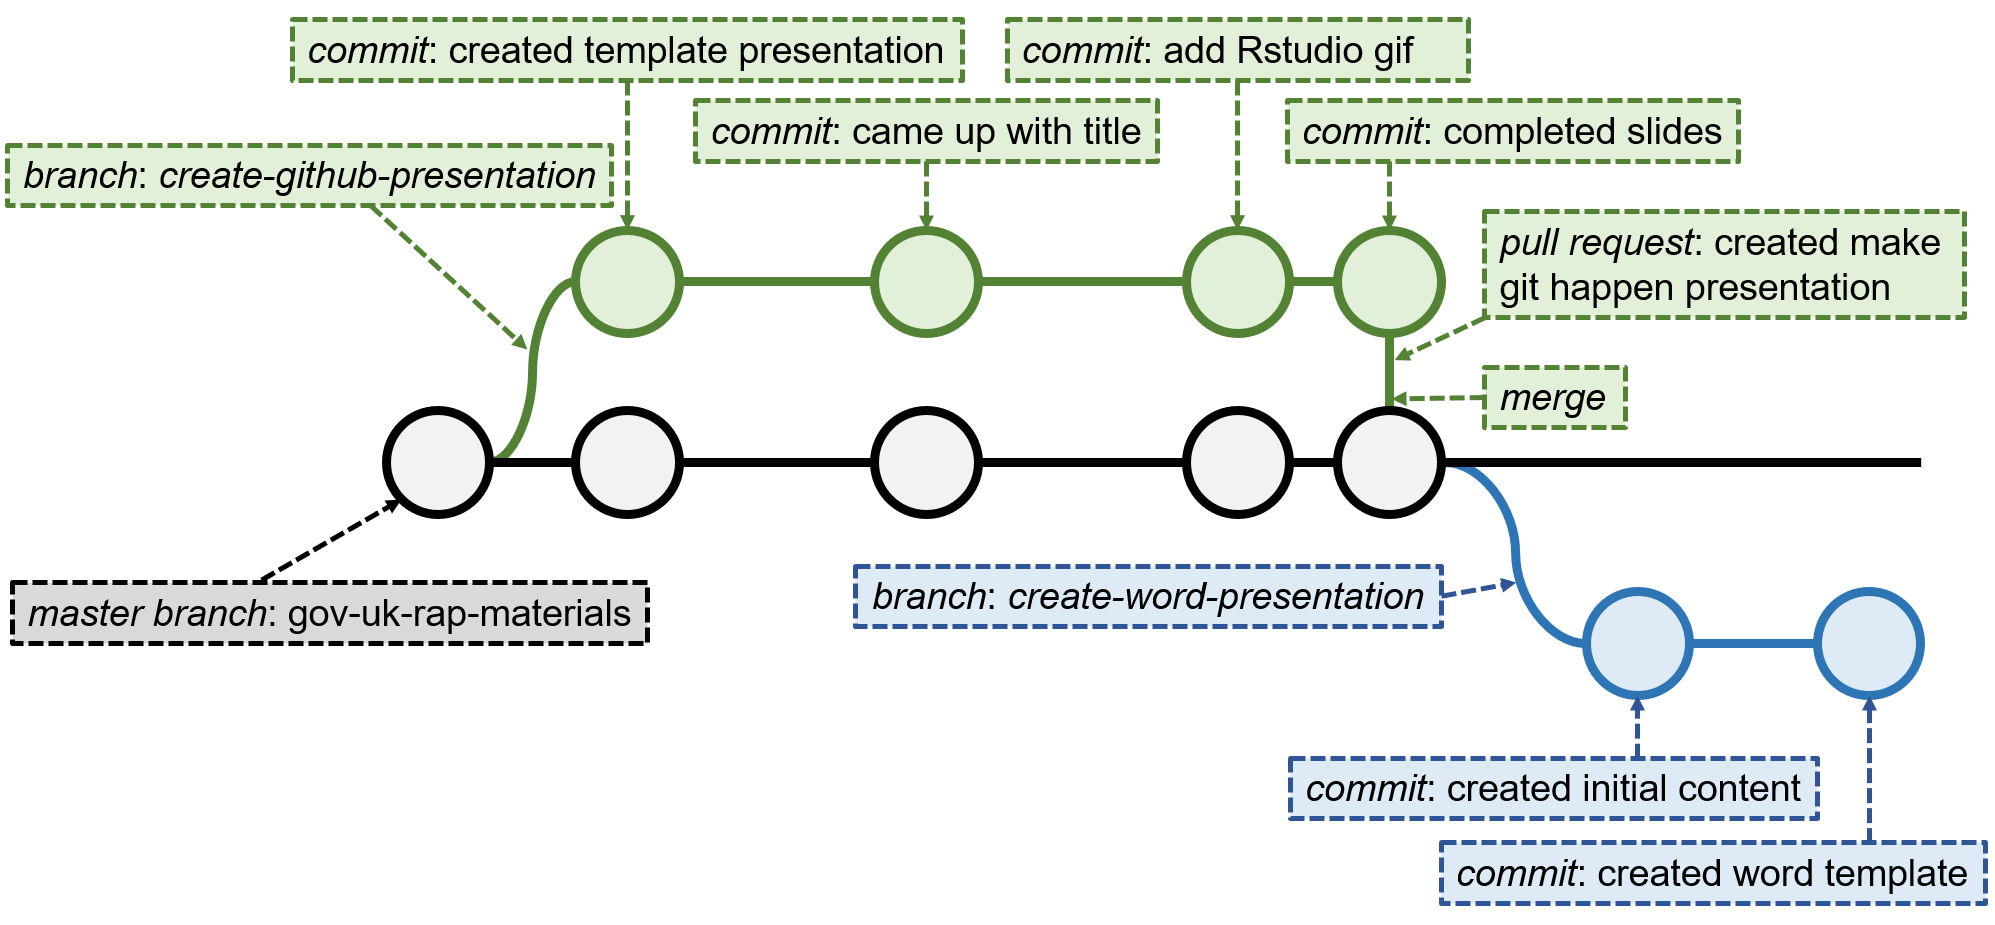 commit: created template presentation
commit: add Rstudio gif
commit: came up with title
commit: completed slides
branch: create-github-presentation
pull request: created make
git happen presentation
merge
master branch: gov-uk-rap-materials
branch: create-word-presentation
commit: created initial content
commit: created word template